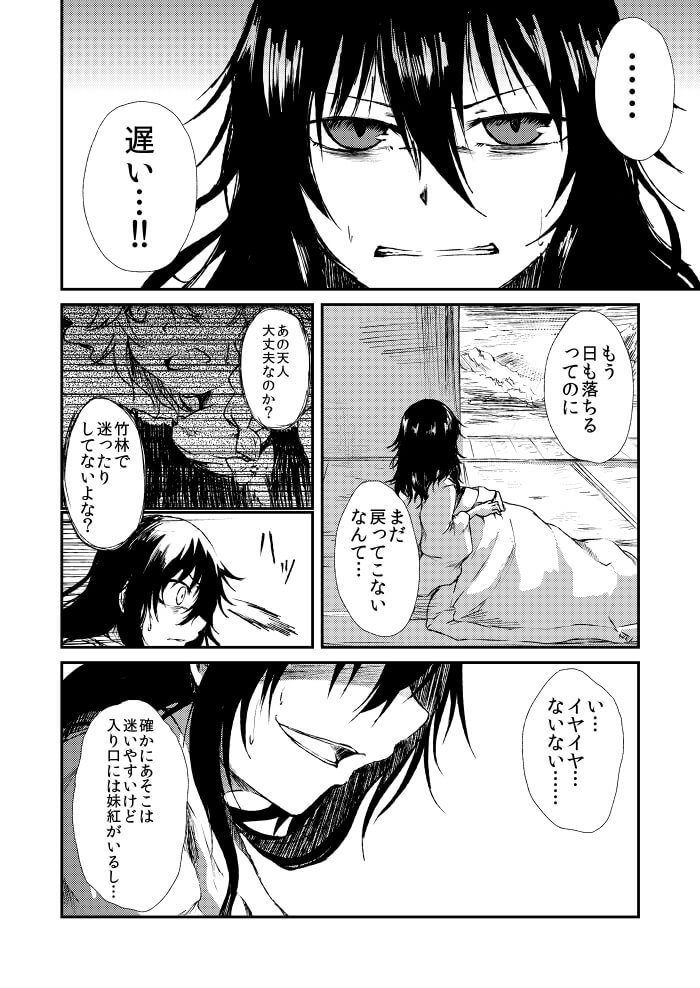 ……
遅い…!!
もう
日も落ちる
ってのに
まだ
戻ってこない
なんて…
あの天人
大丈夫なのか？
竹林で
迷ったり
してないよな？
い…
イヤイヤ…
ないない……
確かにあそこは
迷いやすいけど
入り口には妹紅がいるし…